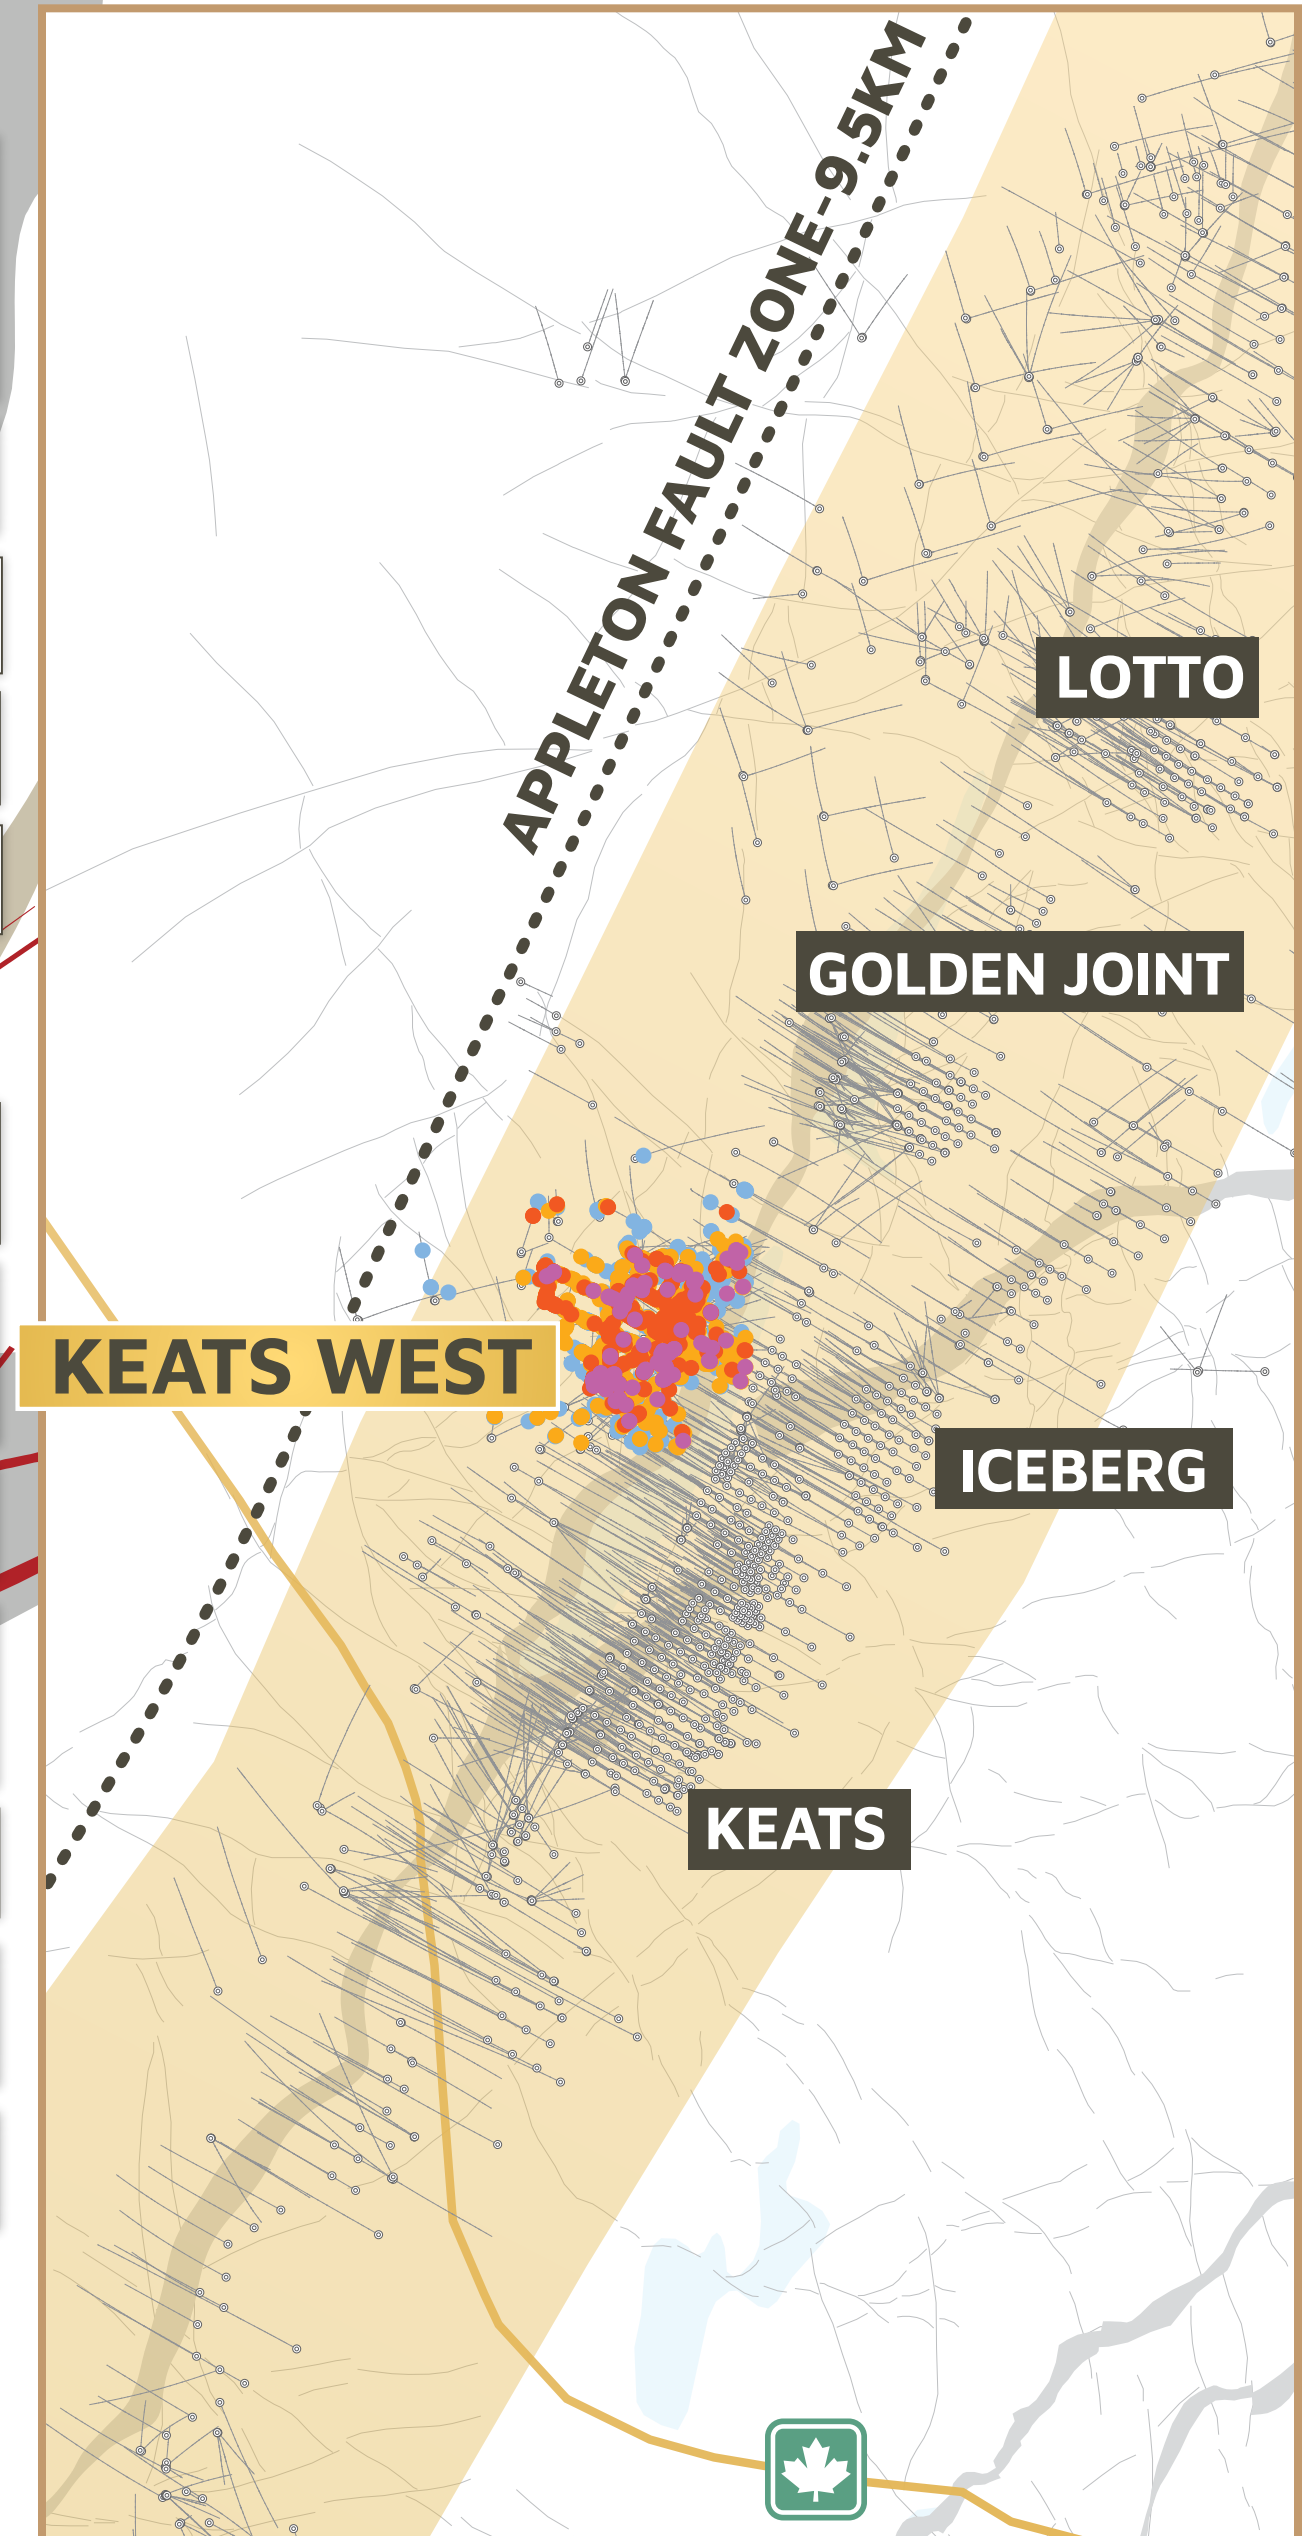 APPLETON FAULT ZONE-9.5KM
LOTTO
GOLDEN JOINT
KEATS WEST
ICEBERG
KEATS